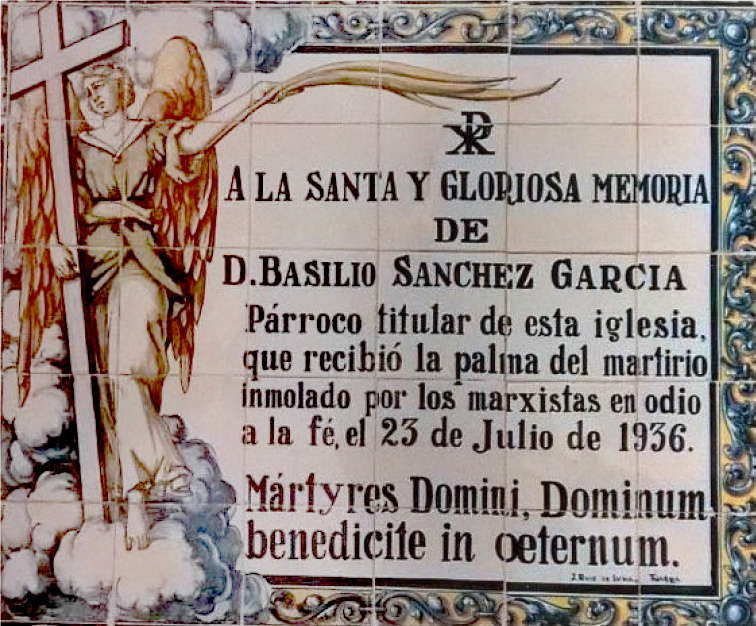 A LA SANTA Y GLORIOSA MEMORIA
DE
D. BASILIO SANCHEZ GARCIA
Párroco titular de esta iglesia,
que recibió la palma del martirio
inmolado por los marxistas en odio
a la fé, el 23 de Julio de 1936.
Mártyres Domini, Dominum
benedicite in œternum.